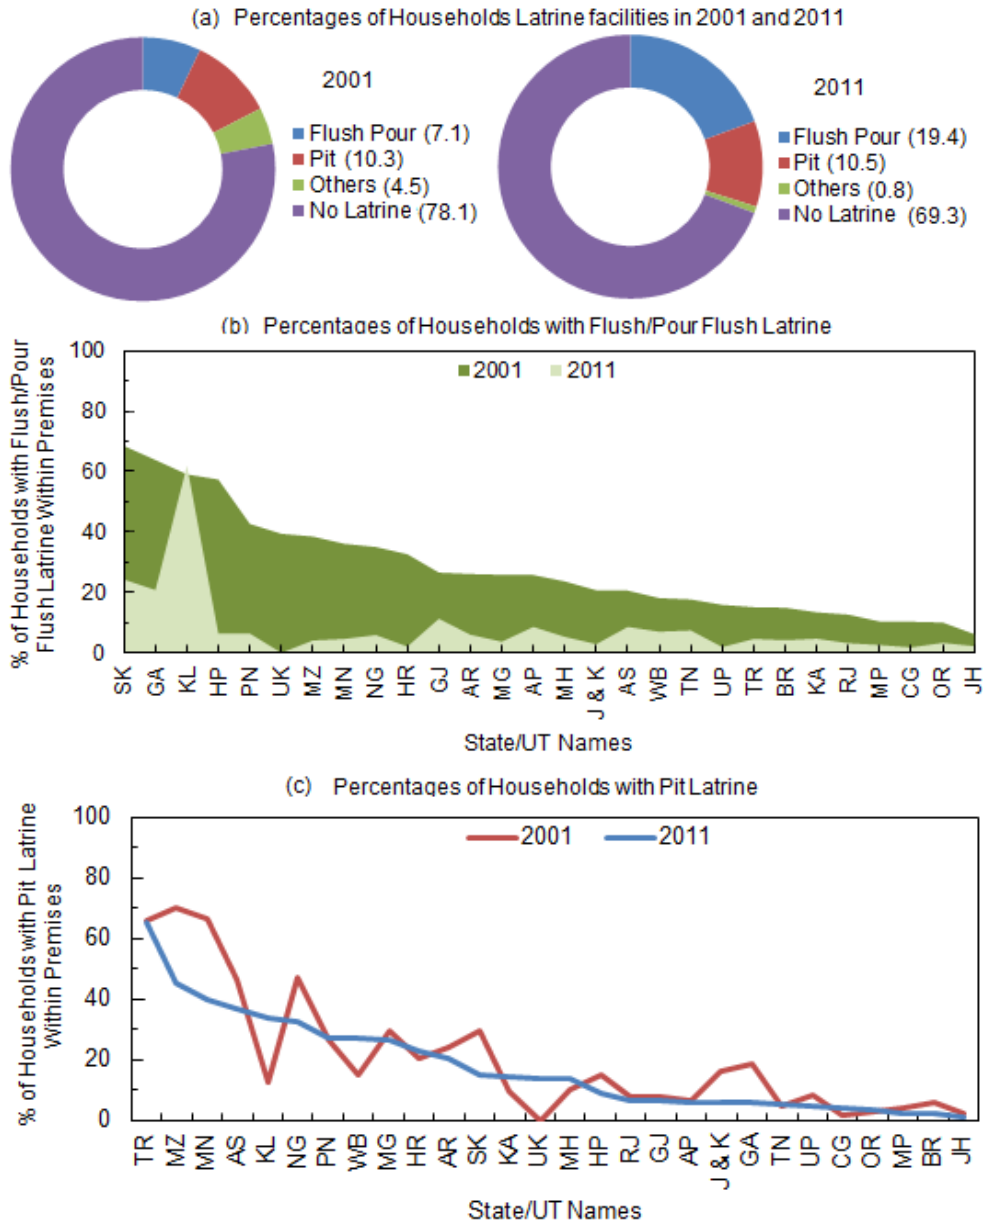 (a) Percentages of Households Latrine facilities in 2001 and 2011
2001
Flush Pour (7.1)
Pit (10.3)
Others (4.5)
No Latrine (78.1)
2011
Flush Pour (19.4)
Pit (10.5)
Others (0.8)
No Latrine (69.3)
(b) Percentages of Households with Flush/Pour Flush Latrine
% of Households with Flush/Pour
Flush Latrine Within Premises
100
80
60
40
20
0
2001 2011
SK GA KL HP PN UK MZ MN NG HR GJ AR MG AP MH J & K AS WB TN UP TR BR KA RJ MP CG OR JH
State/UT Names
(c) Percentages of Households with Pit Latrine
% of Households with Pit Latrine
Within Premises
100
80
60
40
20
0
2001 2011
TR MZ MN AS KL NG PN WB MG HR AR SK KA UK MH HP RJ GJ AP J & K GA TN UP CG OR MP BR JH
State/UT Names